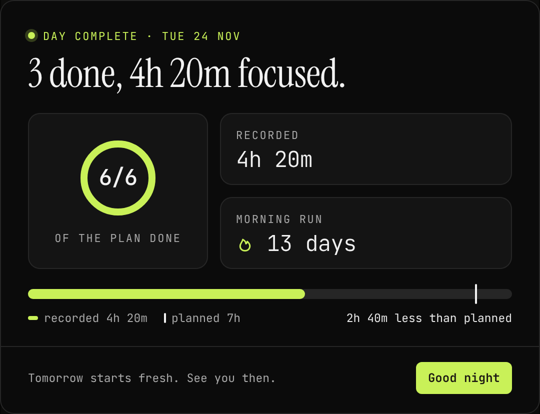 DAY COMPLETE · TUE 24 NOV
3 done, 4h 20m focused.
6/6
OF THE PLAN DONE
RECORDED
4h 20m
MORNING RUN
13 days
recorded 4h 20m
planned 7h
2h 40m less than planned
Tomorrow starts fresh. See you then.
Good night